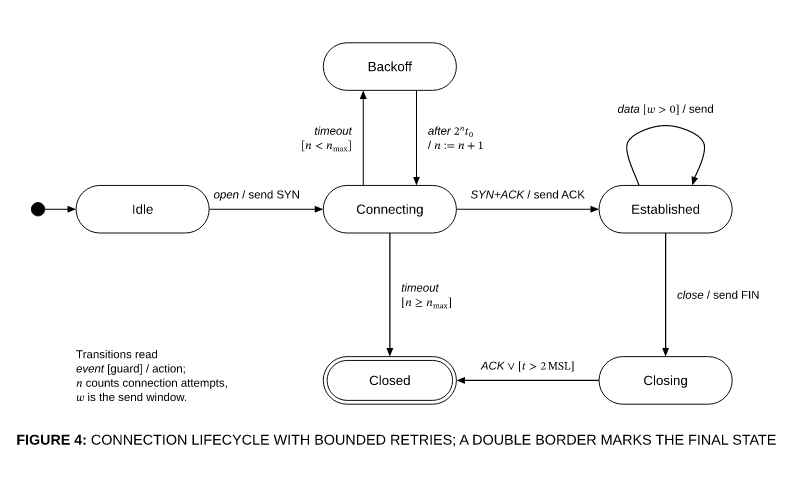 Backoff
data [w > 0] / send
timeout
[n < n_max]
after 2^n t_0
/ n := n + 1
open / send SYN
SYN+ACK / send ACK
Idle
Connecting
Established
timeout
[n ≥ n_max]
close / send FIN
Transitions read
event [guard] / action;
n counts connection attempts,
w is the send window.
Closed
ACK ∨ [t > 2 MSL]
Closing
FIGURE 4: CONNECTION LIFECYCLE WITH BOUNDED RETRIES; A DOUBLE BORDER MARKS THE FINAL STATE